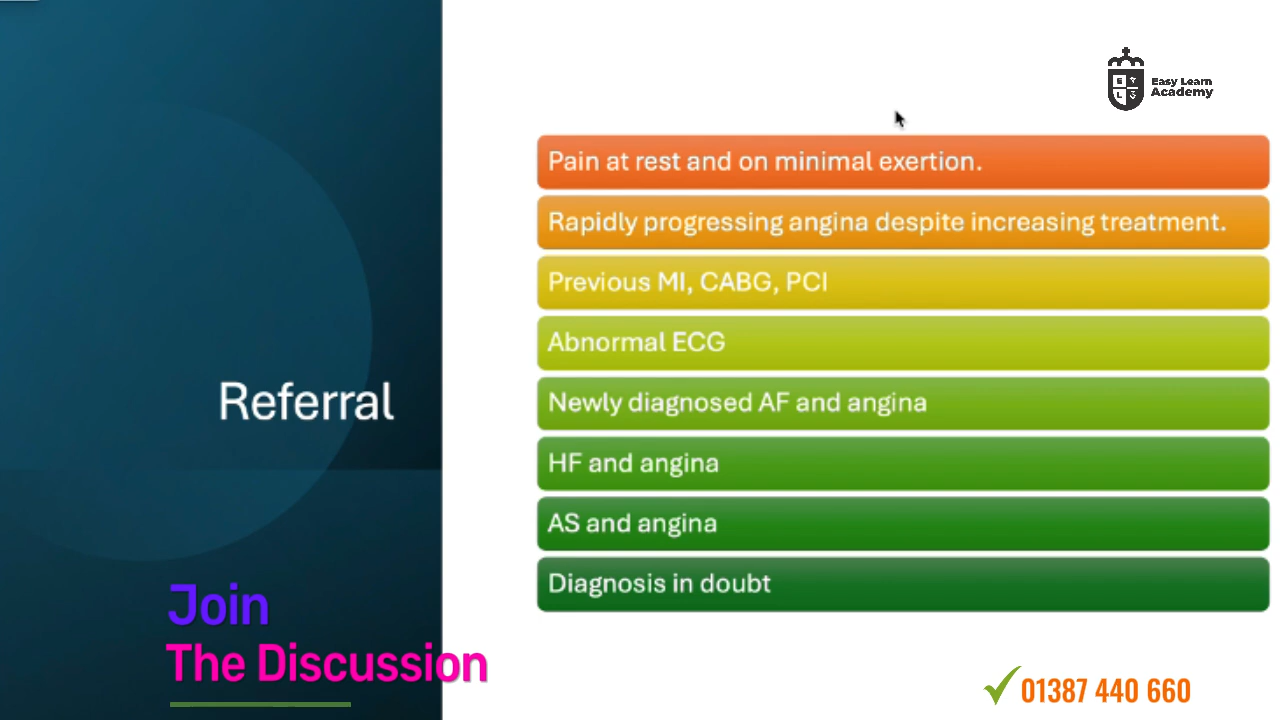 Easy Learn
Academy
Pain at rest and on minimal exertion.
Rapidly progressing angina despite increasing treatment.
Previous MI, CABG, PCI
Abnormal ECG
Newly diagnosed AF and angina
HF and angina
AS and angina
Diagnosis in doubt
Referral
Join
The Discussion
01387 440 660